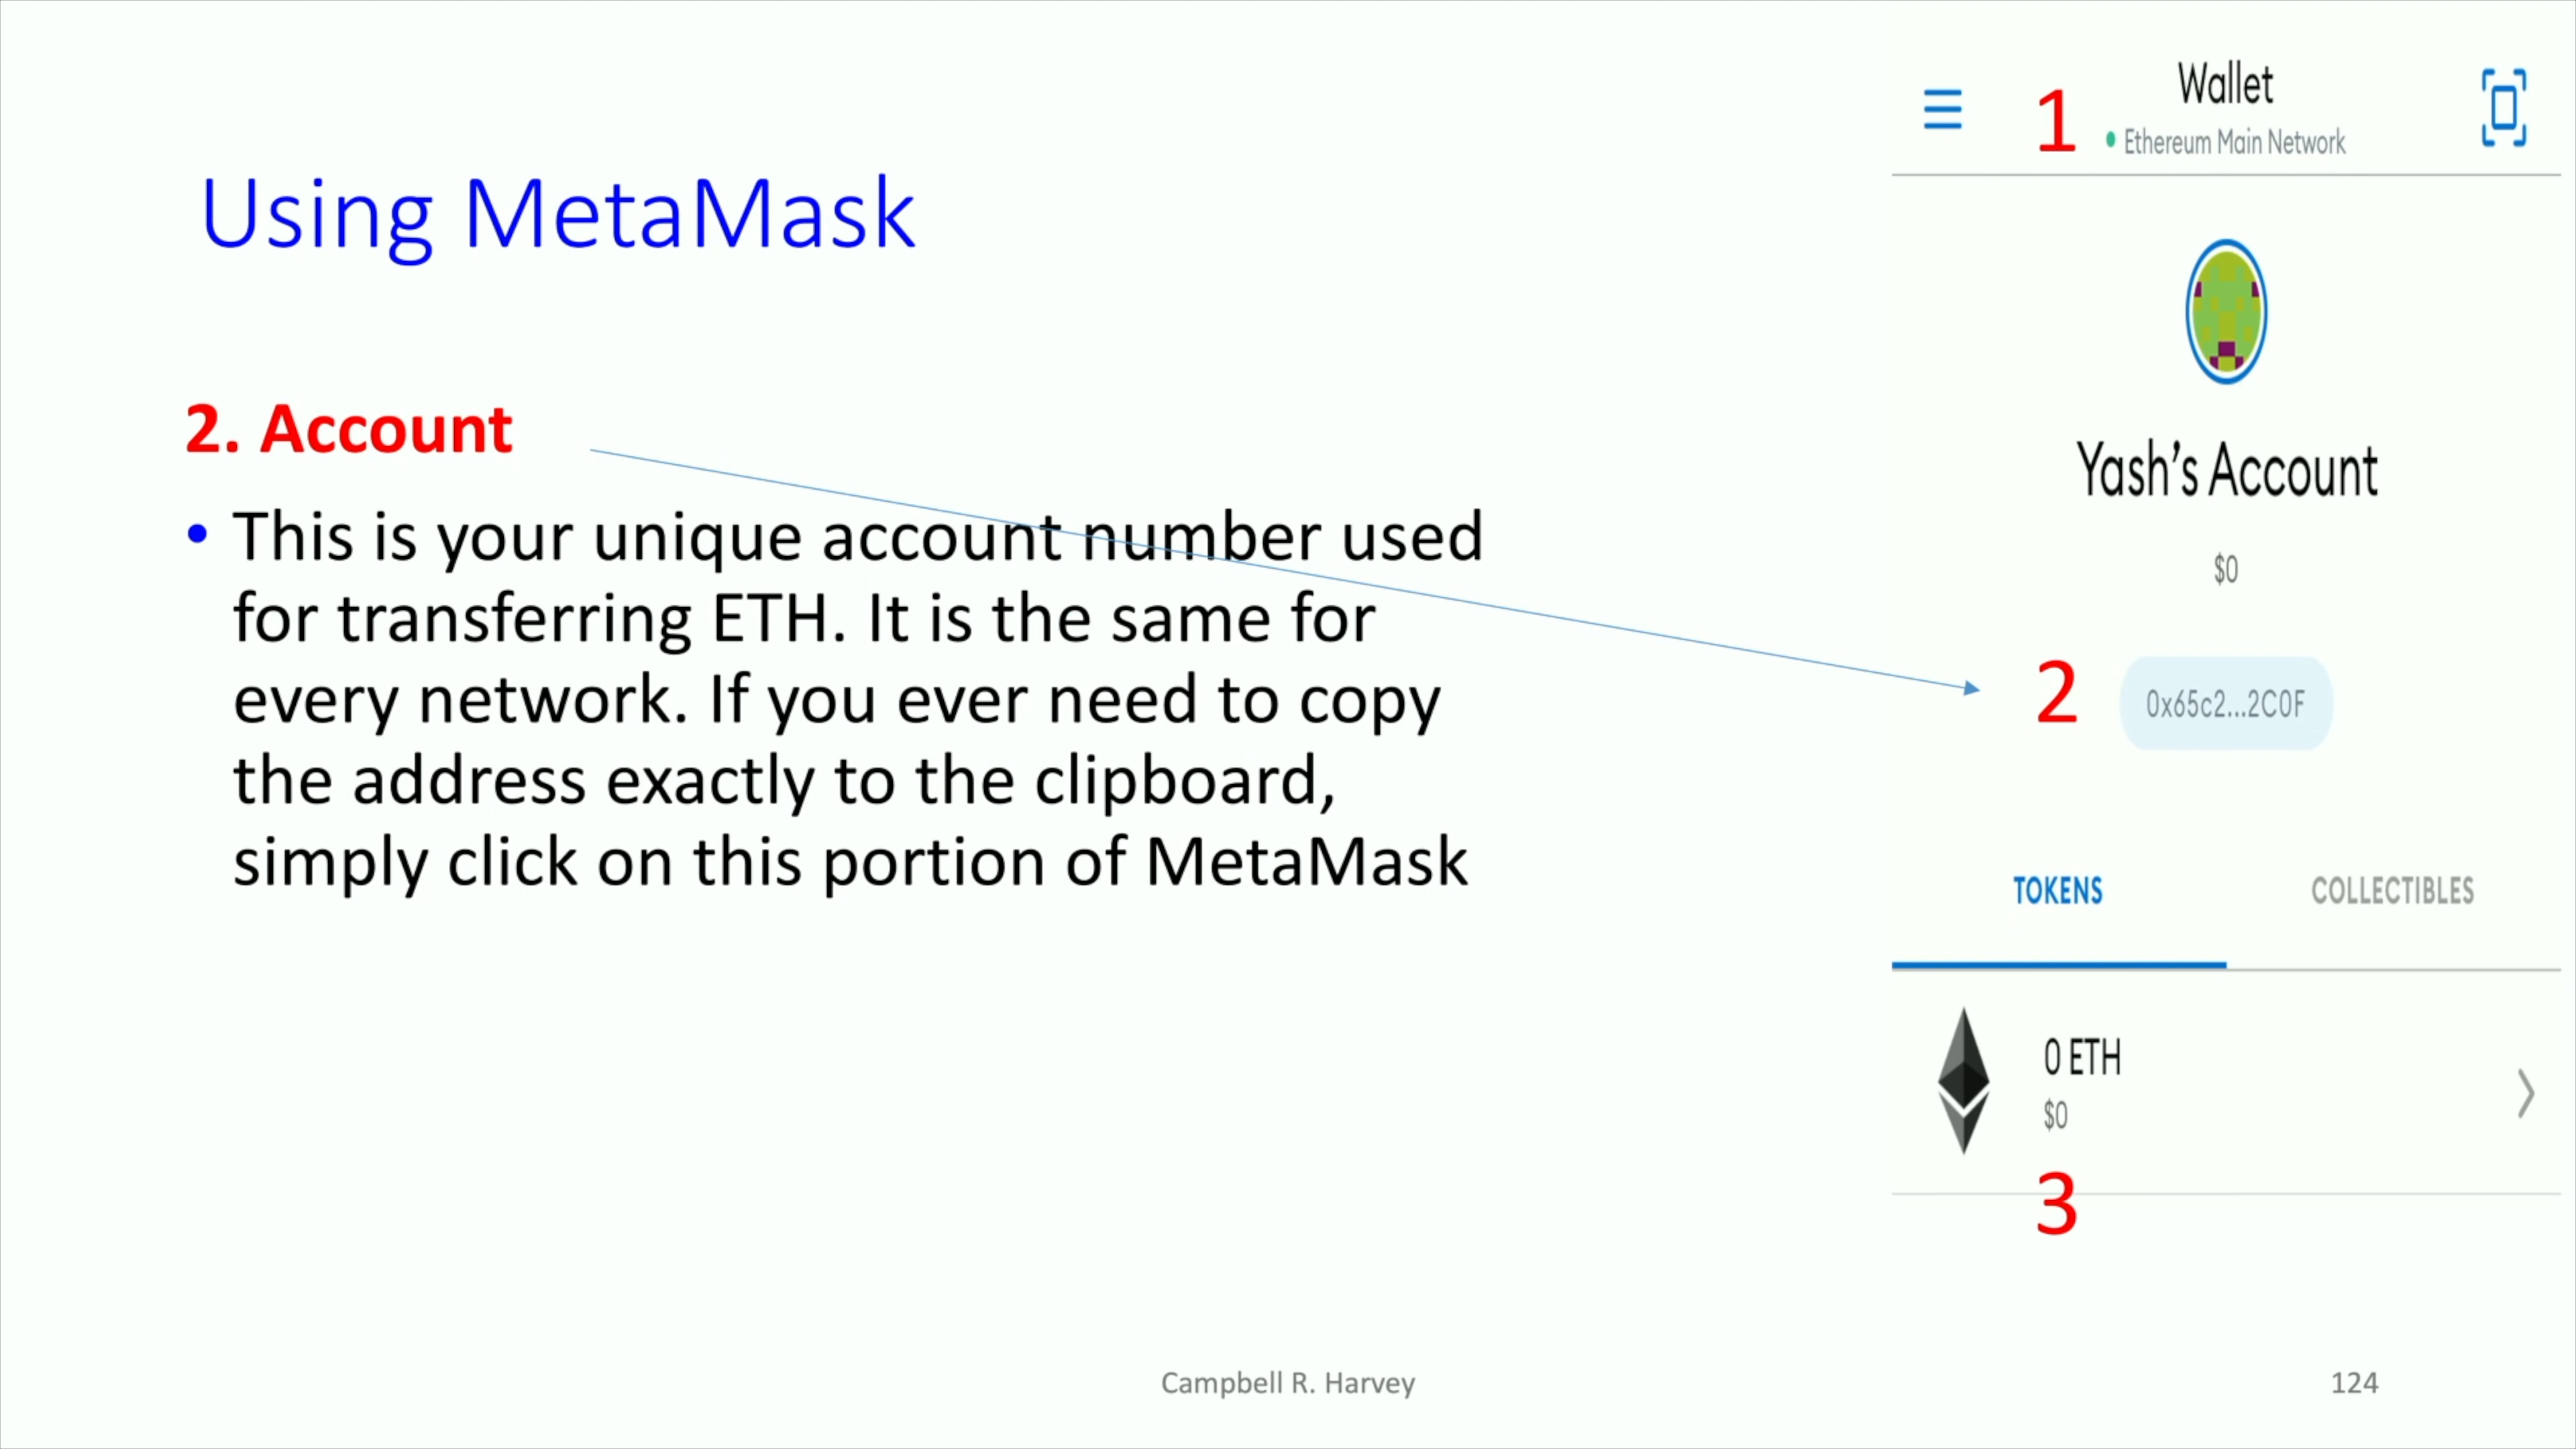 Using MetaMask
2. Account
• This is your unique account number used
for transferring ETH. It is the same for
every network. If you ever need to copy
the address exactly to the clipboard,
simply click on this portion of MetaMask
Wallet
1
Ethereum Main Network
Yash's Account
$0
2
0x65c2...2C0F
TOKENS
COLLECTIBLES
0 ETH
$0
3
Campbell R. Harvey
124